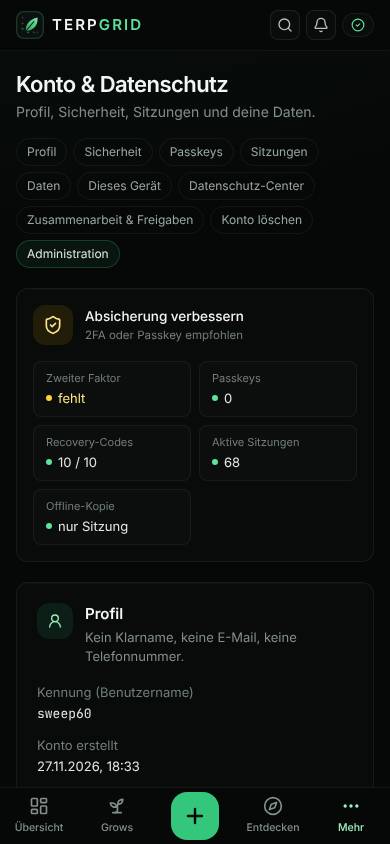 TERPGRID
Konto & Datenschutz
Profil, Sicherheit, Sitzungen und deine Daten.
Profil
Sicherheit
Passkeys
Sitzungen
Daten
Dieses Gerät
Datenschutz-Center
Zusammenarbeit & Freigaben
Konto löschen
Administration
Absicherung verbessern
2FA oder Passkey empfohlen
Zweiter Faktor
fehlt
Passkeys
0
Recovery-Codes
10 / 10
Aktive Sitzungen
68
Offline-Kopie
nur Sitzung
Profil
Kein Klarname, keine E-Mail, keine
Telefonnummer.
Kennung (Benutzername)
sweep60
Konto erstellt
27.11.2026, 18:33
Übersicht
Grows
Entdecken
Mehr